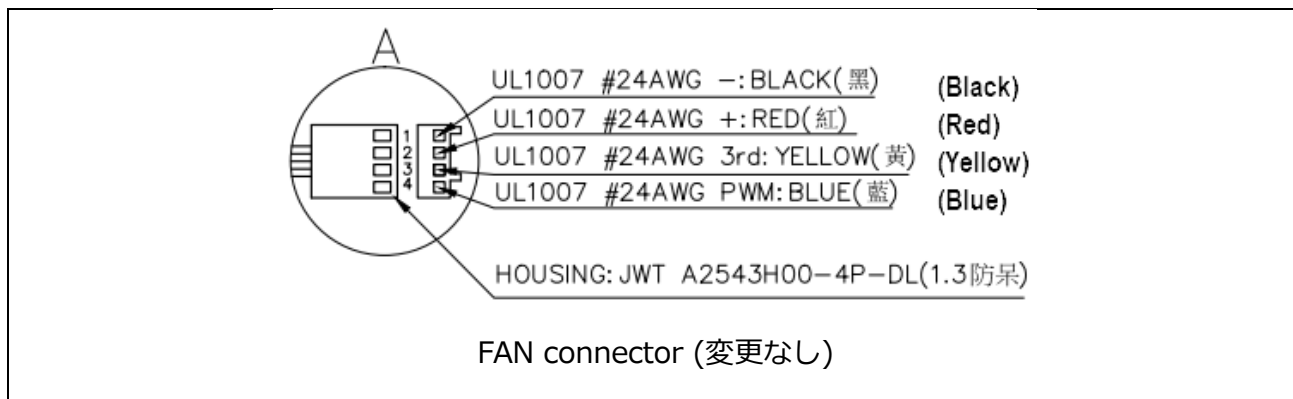 A
UL1007 #24AWG −:BLACK(黑) (Black)
1 UL1007 #24AWG +:RED(紅) (Red)
2 UL1007 #24AWG 3rd:YELLOW(黃) (Yellow)
3
4 UL1007 #24AWG PWM:BLUE(藍) (Blue)
HOUSING:JWT A2543H00−4P−DL(1.3防呆)
FAN connector (変更なし)